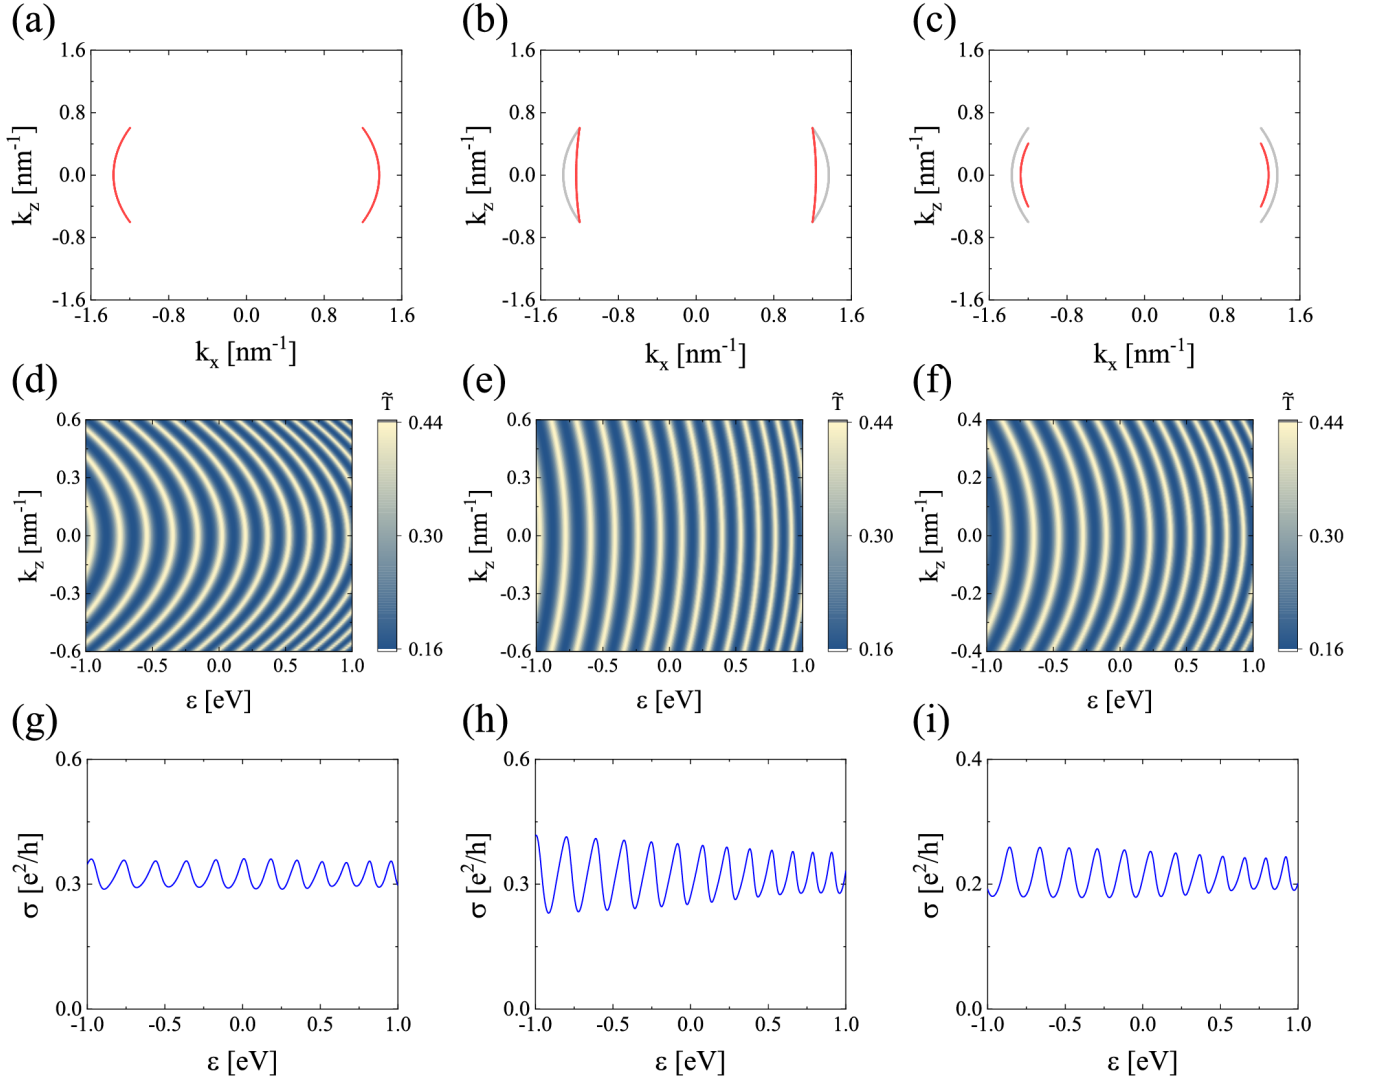 (a)
(b)
(c)
1.6
0.8
0.0
-0.8
-1.6
k_z [nm^-1]
-1.6 -0.8 0.0 0.8 1.6
k_x [nm^-1]
1.6
0.8
0.0
-0.8
-1.6
k_z [nm^-1]
-1.6 -0.8 0.0 0.8 1.6
k_x [nm^-1]
1.6
0.8
0.0
-0.8
-1.6
k_z [nm^-1]
-1.6 -0.8 0.0 0.8 1.6
k_x [nm^-1]
(d)
(e)
(f)
0.6
0.3
0.0
-0.3
-0.6
k_z [nm^-1]
-1.0 -0.5 0.0 0.5 1.0
ε [eV]
T̃
0.44
0.30
0.16
0.6
0.3
0.0
-0.3
-0.6
k_z [nm^-1]
-1.0 -0.5 0.0 0.5 1.0
ε [eV]
T̃
0.44
0.30
0.16
0.4
0.2
0.0
-0.2
-0.4
k_z [nm^-1]
-1.0 -0.5 0.0 0.5 1.0
ε [eV]
T̃
0.44
0.30
0.16
(g)
(h)
(i)
0.6
0.3
0.0
σ [e²/h]
-1.0 -0.5 0.0 0.5 1.0
ε [eV]
0.6
0.3
0.0
σ [e²/h]
-1.0 -0.5 0.0 0.5 1.0
ε [eV]
0.4
0.2
0.0
σ [e²/h]
-1.0 -0.5 0.0 0.5 1.0
ε [eV]